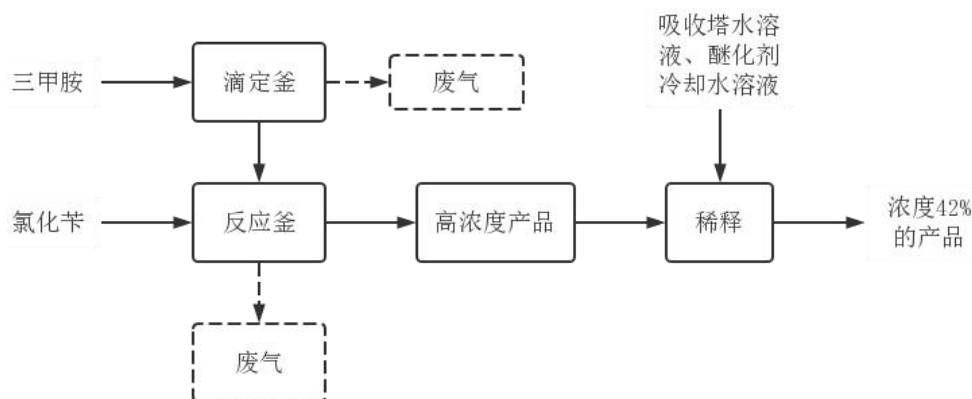 三甲胺
滴定釜
废气
吸收塔水溶
液、醚化剂
冷却水溶液
氯化苄
反应釜
高浓度产品
稀释
浓度42%
的产品
废气